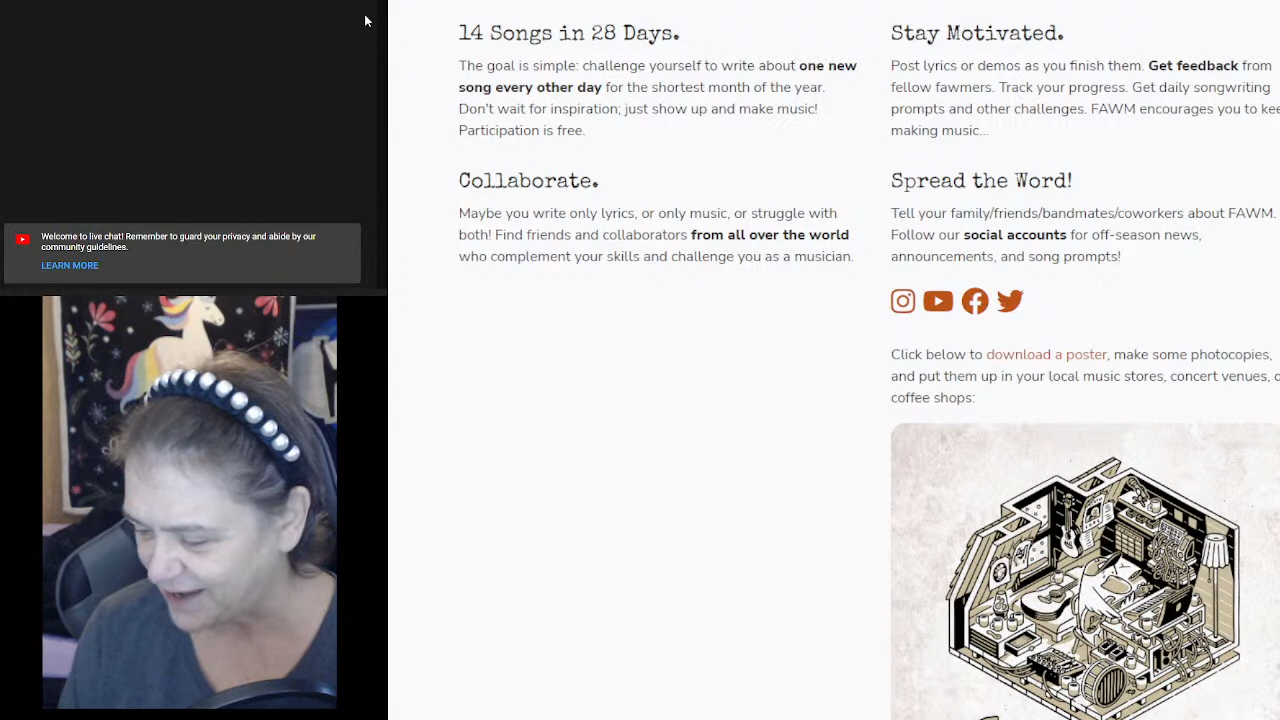 Welcome to live chat! Remember to guard your privacy and abide by our
community guidelines.
LEARN MORE
14 Songs in 28 Days.
The goal is simple: challenge yourself to write about one new
song every other day for the shortest month of the year.
Don't wait for inspiration; just show up and make music!
Participation is free.
Collaborate.
Maybe you write only lyrics, or only music, or struggle with
both! Find friends and collaborators from all over the world
who complement your skills and challenge you as a musician.
Stay Motivated.
Post lyrics or demos as you finish them. Get feedback from
fellow fawmers. Track your progress. Get daily songwriting
prompts and other challenges. FAWM encourages you to kee
making music...
Spread the Word!
Tell your family/friends/bandmates/coworkers about FAWM.
Follow our social accounts for off-season news,
announcements, and song prompts!
Click below to download a poster, make some photocopies,
and put them up in your local music stores, concert venues,
coffee shops: